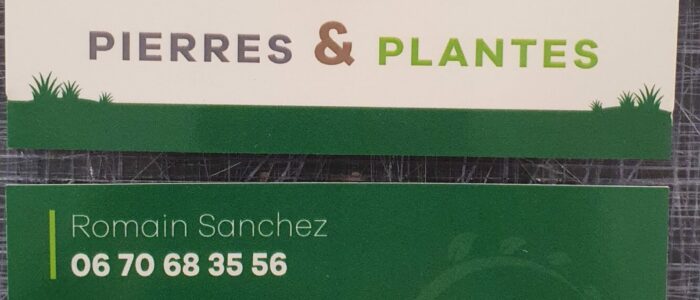 PIERRES & PLANTES
Romain Sanchez
06 70 68 35 56